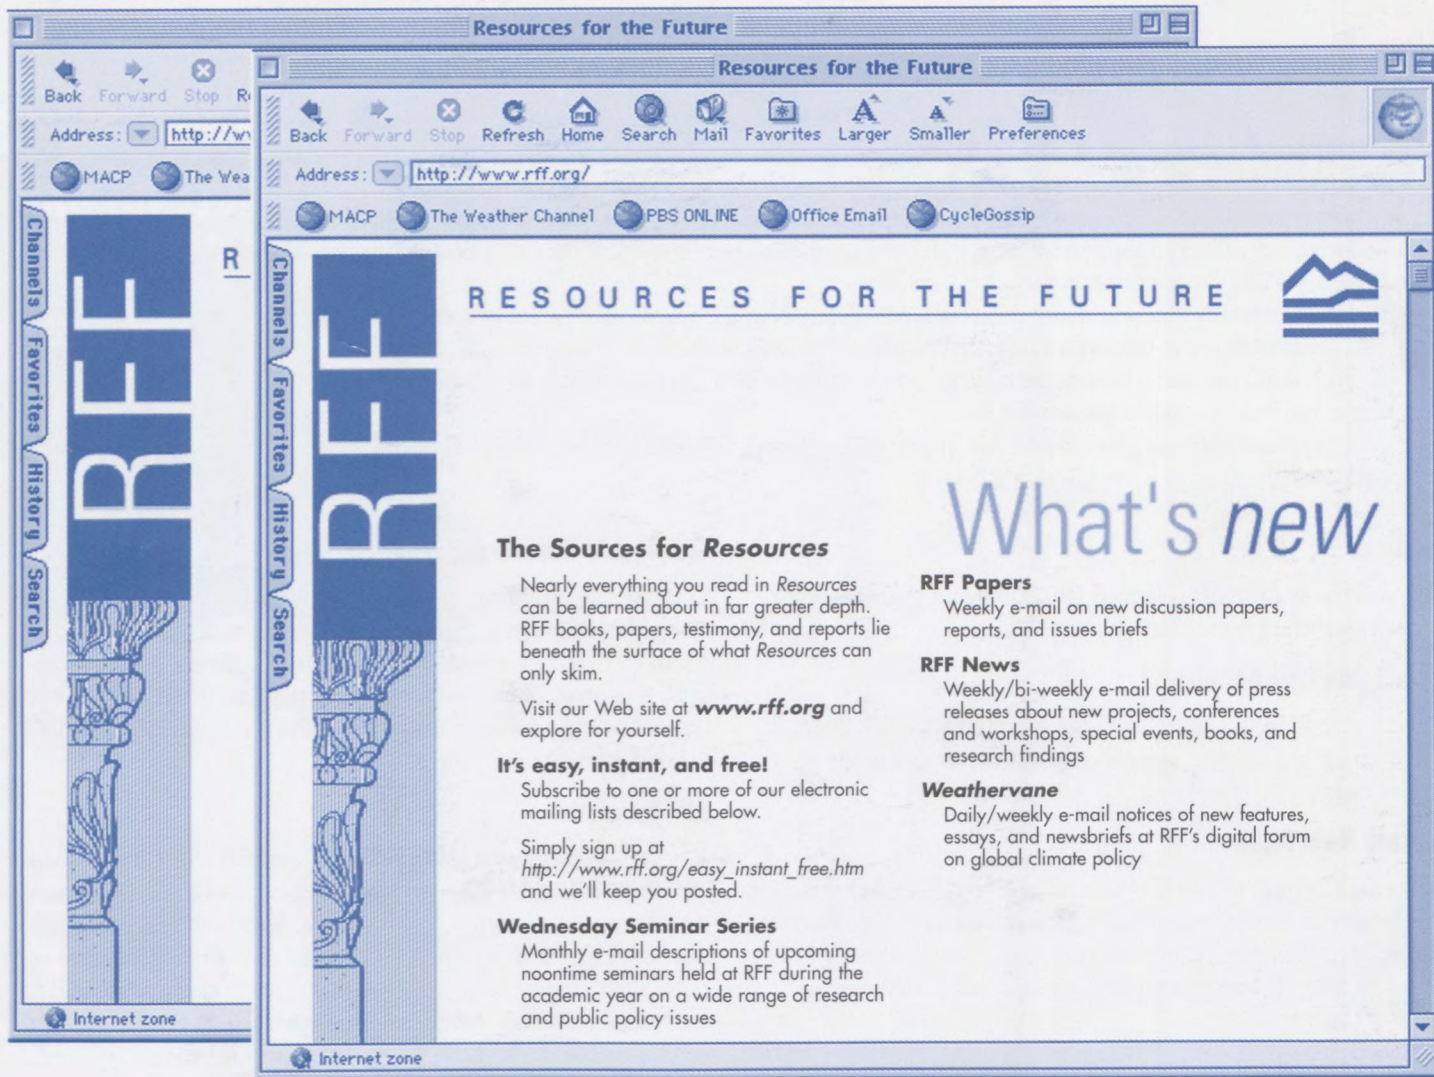 Resources for the Future
Back Forward Stop R
Address: http://w
MACP The Wea
Channels
Favorites
History
Search
RFF
R
Internet zone
Resources for the Future
Back Forward Stop Refresh Home Search Mail Favorites Larger Smaller Preferences
Address: http://www.rff.org/
MACP The Weather Channel PBS ONLINE Office Email CycleGossip
Channels
Favorites
History
Search
RFF
RESOURCES FOR THE FUTURE
What's new
The Sources for Resources
Nearly everything you read in Resources
can be learned about in far greater depth.
RFF books, papers, testimony, and reports lie
beneath the surface of what Resources can
only skim.
Visit our Web site at www.rff.org and
explore for yourself.
It's easy, instant, and free!
Subscribe to one or more of our electronic
mailing lists described below.
Simply sign up at
http://www.rff.org/easy_instant_free.htm
and we'll keep you posted.
Wednesday Seminar Series
Monthly e-mail descriptions of upcoming
noontime seminars held at RFF during the
academic year on a wide range of research
and public policy issues
RFF Papers
Weekly e-mail on new discussion papers,
reports, and issues briefs
RFF News
Weekly/bi-weekly e-mail delivery of press
releases about new projects, conferences
and workshops, special events, books, and
research findings
Weathervane
Daily/weekly e-mail notices of new features,
essays, and newsbriefs at RFF's digital forum
on global climate policy
Internet zone